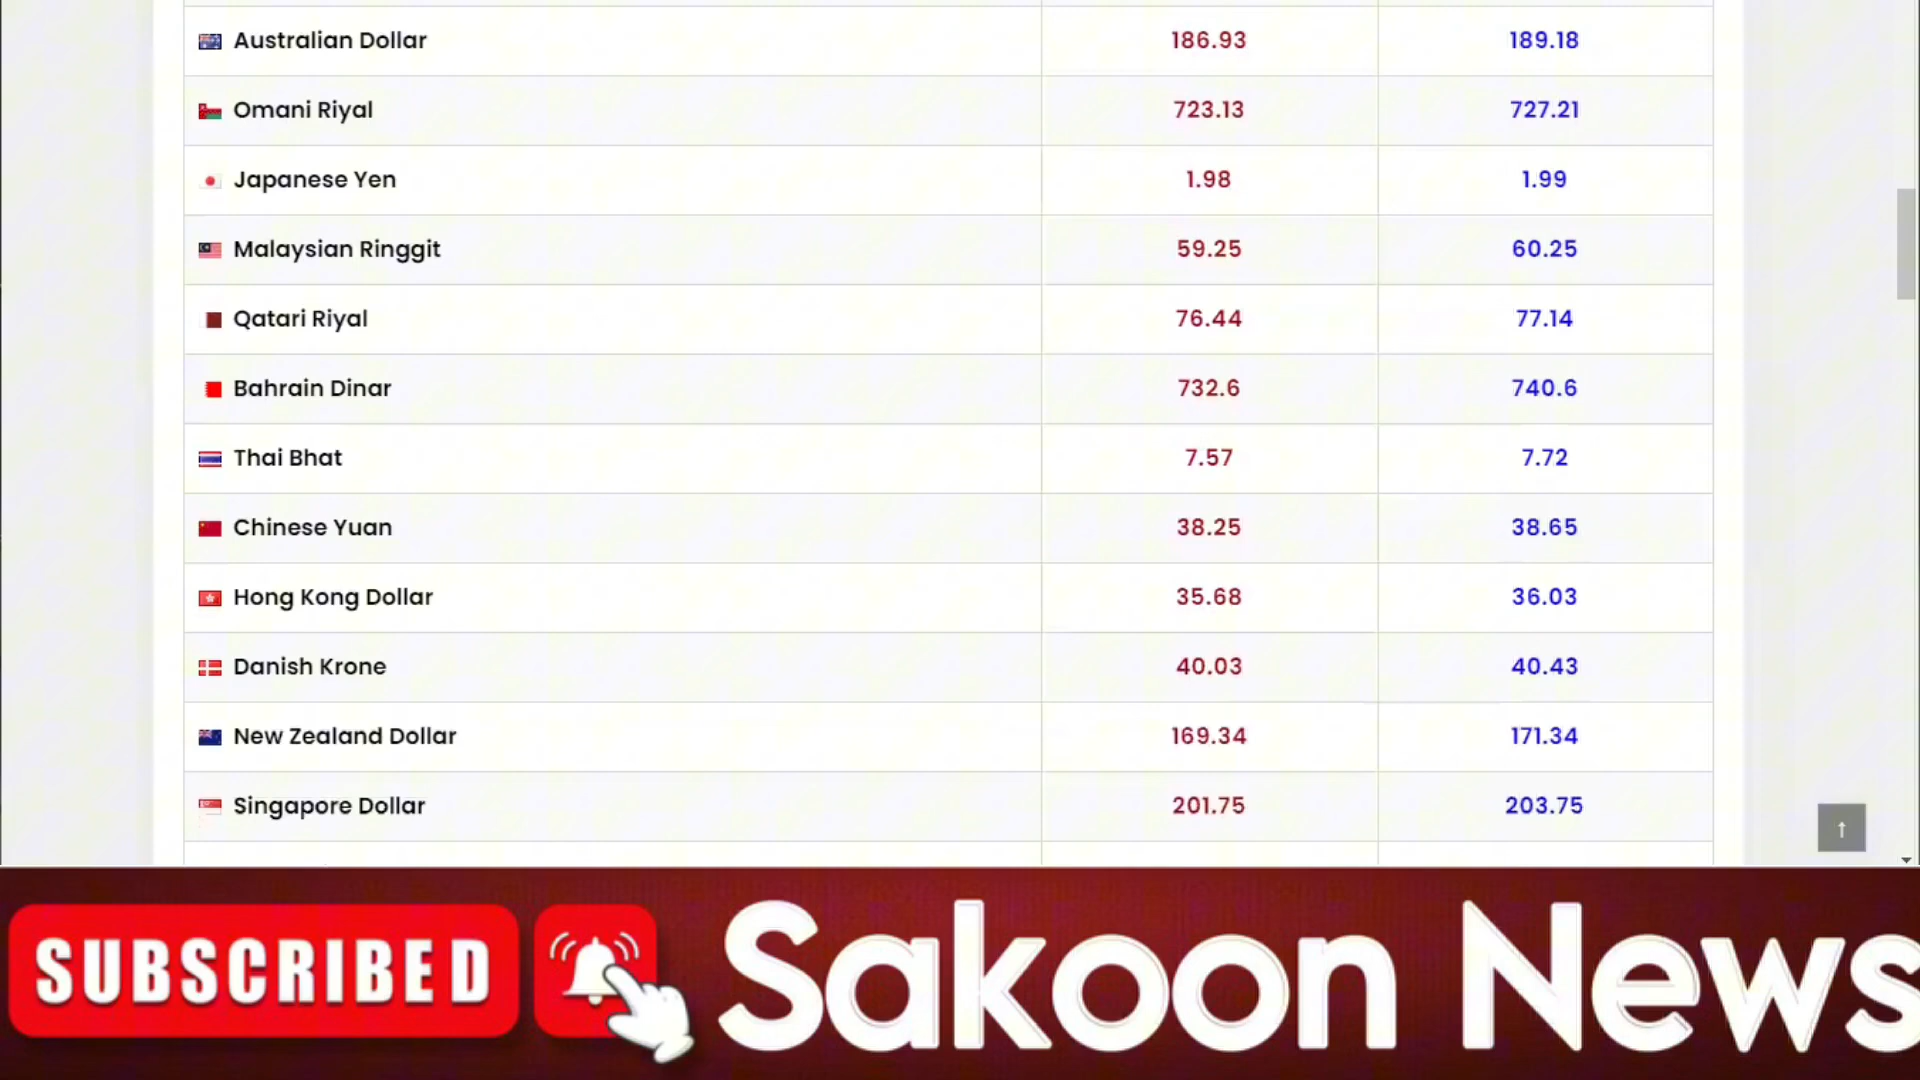 Australian Dollar 186.93 189.18
Omani Riyal 723.13 727.21
Japanese Yen 1.98 1.99
Malaysian Ringgit 59.25 60.25
Qatari Riyal 76.44 77.14
Bahrain Dinar 732.6 740.6
Thai Bhat 7.57 7.72
Chinese Yuan 38.25 38.65
Hong Kong Dollar 35.68 36.03
Danish Krone 40.03 40.43
New Zealand Dollar 169.34 171.34
Singapore Dollar 201.75 203.75
↑
SUBSCRIBED Sakoon News